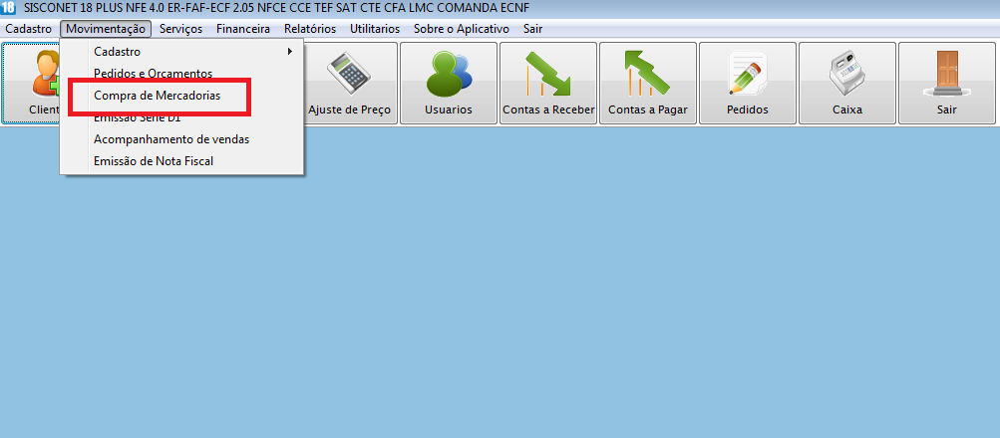 18 SISCONET 18 PLUS NFE 4.0 ER-FAF-ECF 2.05 NFCE CCE TEF SAT CTE CFA LMC COMANDA ECNF
Cadastro Movimentação Serviços Financeira Relatórios Utilitarios Sobre o Aplicativo Sair
Cadastro
Pedidos e Orcamentos
Compra de Mercadorias
Emissão Serie D1
Acompanhamento de vendas
Emissão de Nota Fiscal
Client Ajuste de Preço Usuarios Contas a Receber Contas a Pagar Pedidos Caixa Sair